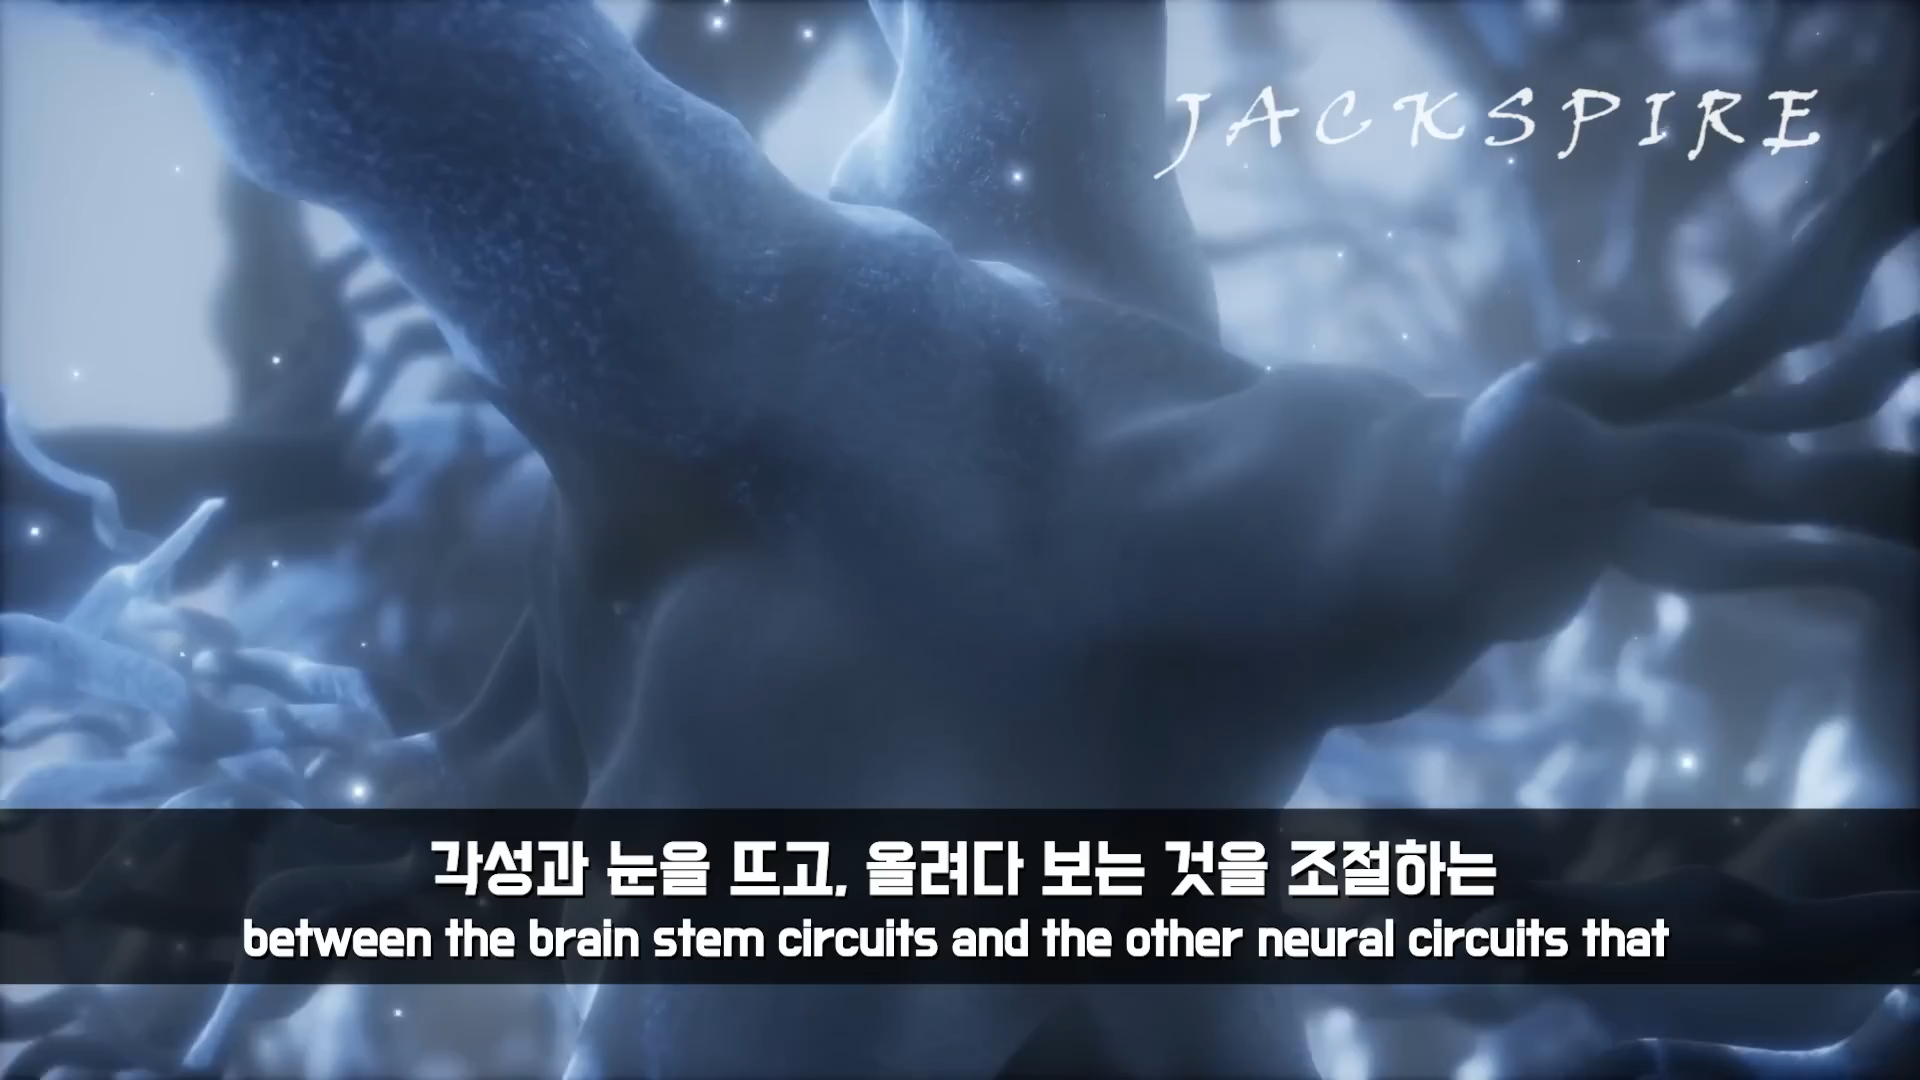 JACKSPIRE
각성과 눈을 뜨고, 올려다 보는 것을 조절하는
between the brain stem circuits and the other neural circuits that